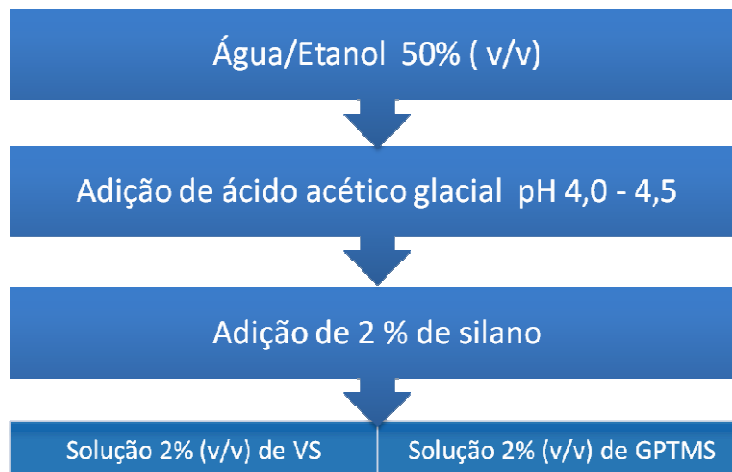 Água/Etanol 50% ( v/v)
Adição de ácido acético glacial pH 4,0 - 4,5
Adição de 2 % de silano
Solução 2% (v/v) de VS
Solução 2% (v/v) de GPTMS